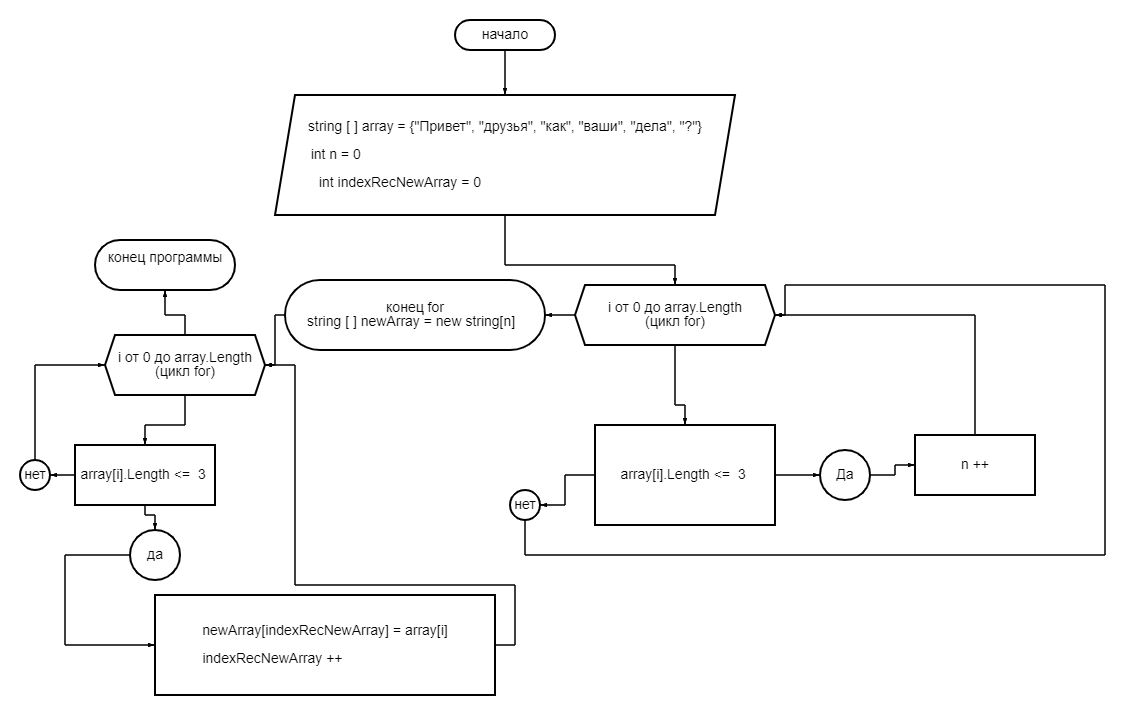 начало
string [ ] array = {"Привет", "друзья", "как", "ваши", "дела", "?"}
int n = 0
int indexRecNewArray = 0
i от 0 до array.Length
(цикл for)
array[i].Length <= 3
Да
n ++
нет
конец for
string [ ] newArray = new string[n]
i от 0 до array.Length
(цикл for)
конец программы
array[i].Length <= 3
нет
да
newArray[indexRecNewArray] = array[i]
indexRecNewArray ++